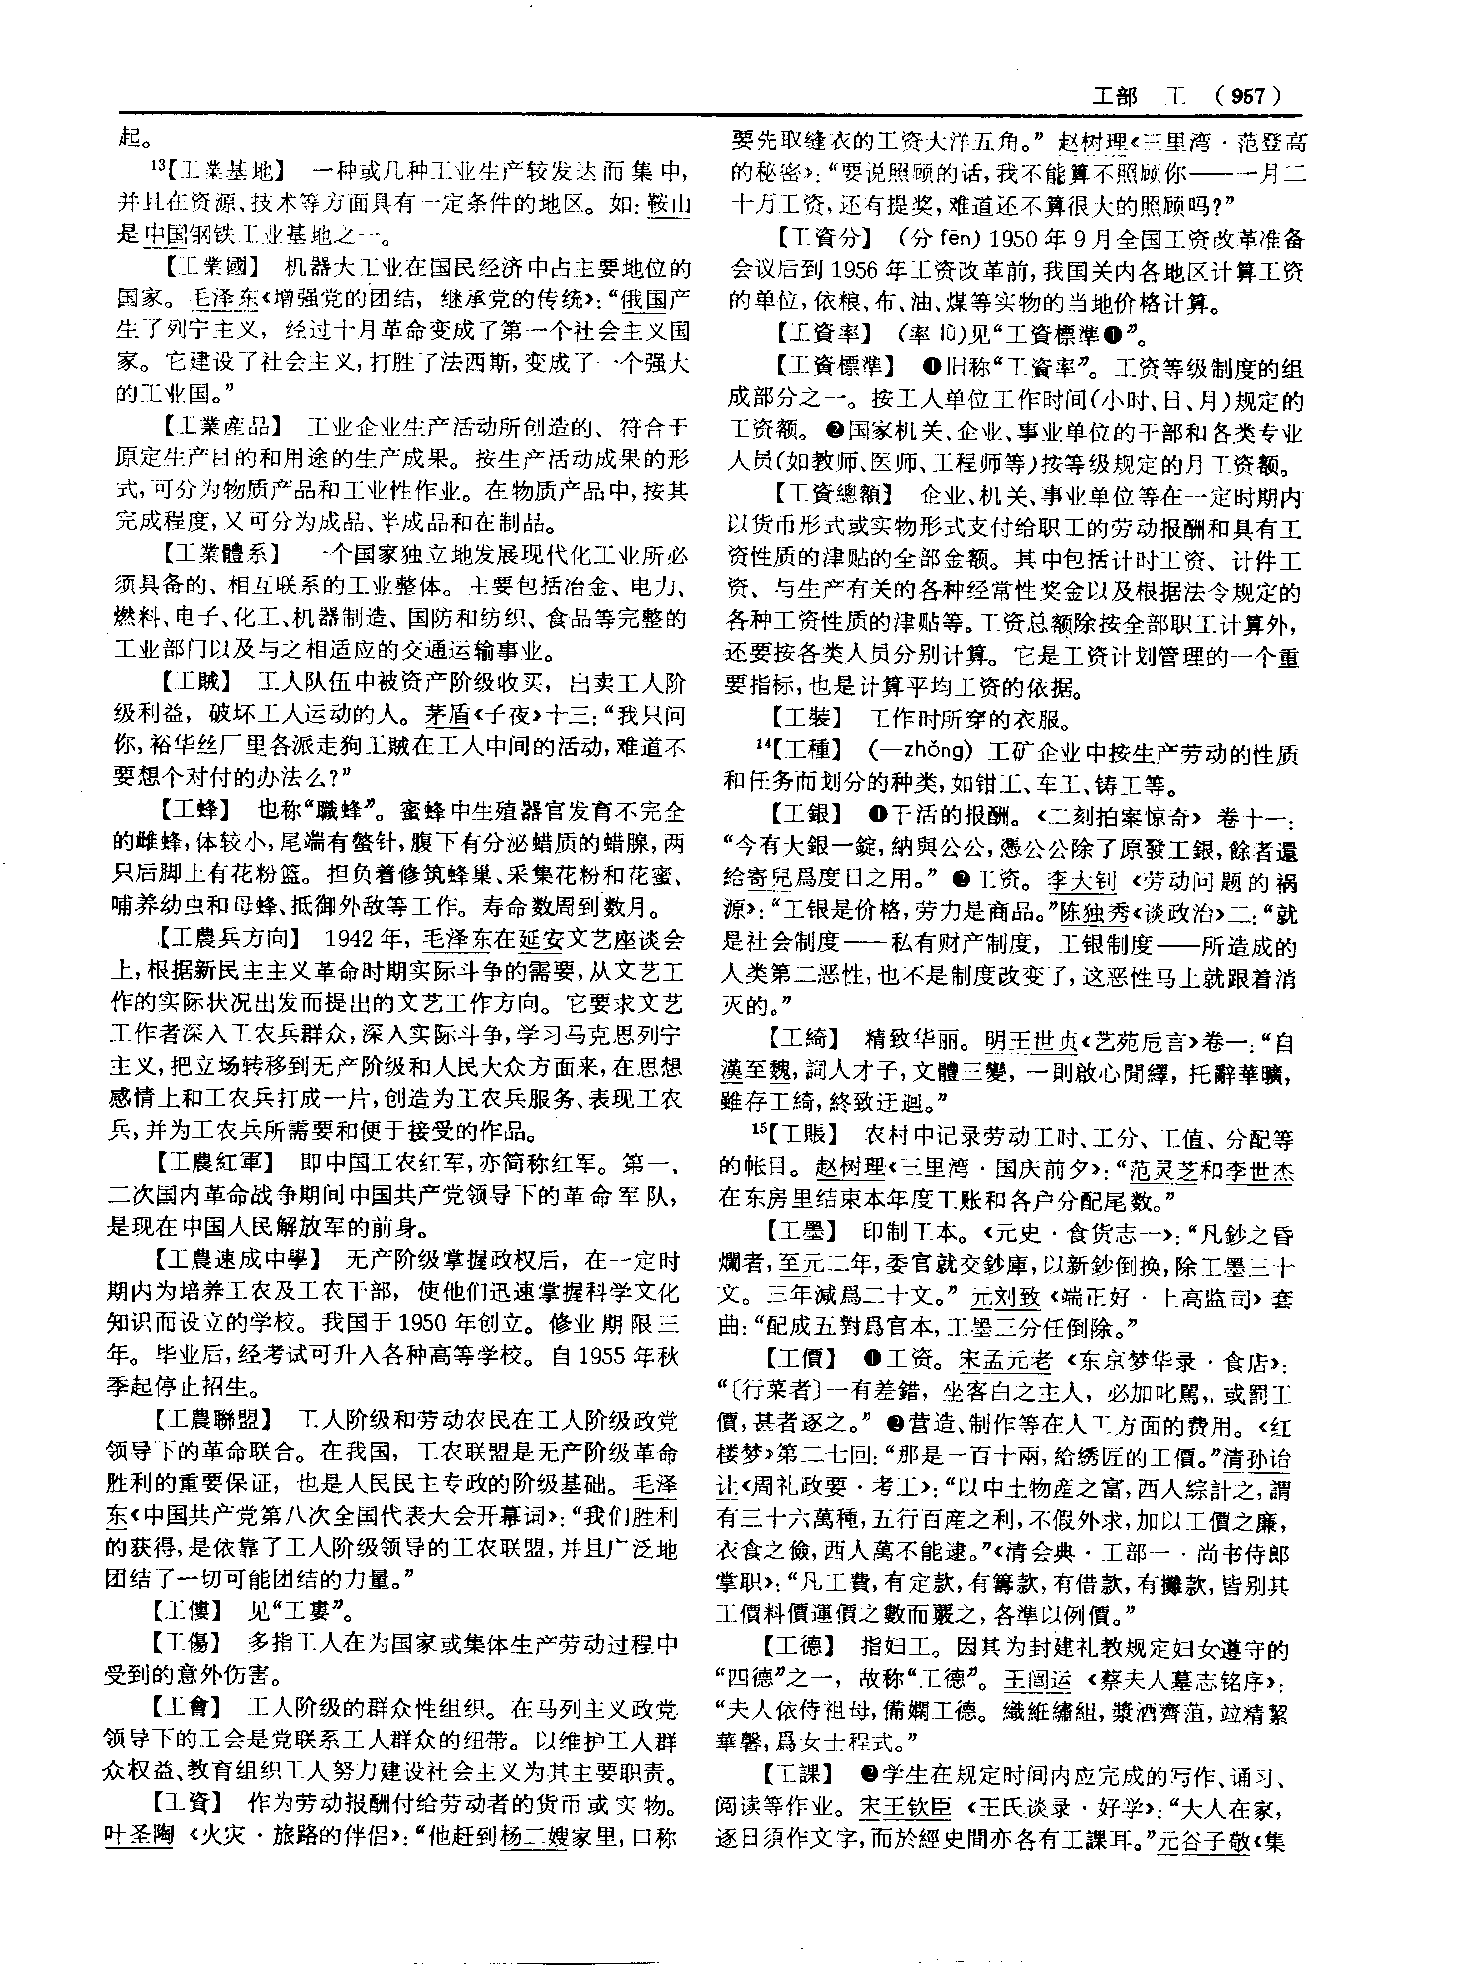 工部　工　（957）
起。
¹³【工業基地】　一种或几种工业生产较发达而集中,
并且在资源、技术等方面具有一定条件的地区。如:鞍山
是中国钢铁工业基地之一。
【工業國】　机器大工业在国民经济中占主要地位的
国家。毛泽东《增强党的团结，继承党的传统》:“俄国产
生了列宁主义，经过十月革命变成了第一个社会主义国
家。它建设了社会主义,打胜了法西斯,变成了一个强大
的工业国。”
【工業産品】　工业企业生产活动所创造的、符合于
原定生产目的和用途的生产成果。按生产活动成果的形
式,可分为物质产品和工业性作业。在物质产品中,按其
完成程度,又可分为成品、半成品和在制品。
【工業體系】　一个国家独立地发展现代化工业所必
须具备的、相互联系的工业整体。主要包括冶金、电力、
燃料、电子、化工、机器制造、国防和纺织、食品等完整的
工业部门以及与之相适应的交通运输事业。
【工賊】　工人队伍中被资产阶级收买，出卖工人阶
级利益，破坏工人运动的人。茅盾《子夜》十三:“我只问
你,裕华丝厂里各派走狗工贼在工人中间的活动,难道不
要想个对付的办法么?”
【工蜂】　也称“職蜂”。蜜蜂中生殖器官发育不完全
的雌蜂,体较小,尾端有螫针,腹下有分泌蜡质的蜡腺,两
只后脚上有花粉篮。担负着修筑蜂巢、采集花粉和花蜜、
哺养幼虫和母蜂、抵御外敌等工作。寿命数周到数月。
【工農兵方向】　1942年,毛泽东在延安文艺座谈会
上,根据新民主主义革命时期实际斗争的需要,从文艺工
作的实际状况出发而提出的文艺工作方向。它要求文艺
工作者深入工农兵群众,深入实际斗争,学习马克思列宁
主义,把立场转移到无产阶级和人民大众方面来,在思想
感情上和工农兵打成一片,创造为工农兵服务、表现工农
兵,并为工农兵所需要和便于接受的作品。
【工農紅軍】　即中国工农红军,亦简称红军。第一、
二次国内革命战争期间中国共产党领导下的革命军队,
是现在中国人民解放军的前身。
【工農速成中學】　无产阶级掌握政权后，在一定时
期内为培养工农及工农干部，使他们迅速掌握科学文化
知识而设立的学校。我国于1950年创立。修业期限三
年。毕业后,经考试可升入各种高等学校。自1955年秋
季起停止招生。
【工農聯盟】　工人阶级和劳动农民在工人阶级政党
领导下的革命联合。在我国，工农联盟是无产阶级革命
胜利的重要保证，也是人民民主专政的阶级基础。毛泽
东《中国共产党第八次全国代表大会开幕词》:“我们胜利
的获得,是依靠了工人阶级领导的工农联盟,并且广泛地
团结了一切可能团结的力量。”
【工僂】　见“工婁”。
【工傷】　多指工人在为国家或集体生产劳动过程中
受到的意外伤害。
【工會】　工人阶级的群众性组织。在马列主义政党
领导下的工会是党联系工人群众的纽带。以维护工人群
众权益、教育组织工人努力建设社会主义为其主要职责。
【工資】　作为劳动报酬付给劳动者的货币或实物。
叶圣陶《火灾·旅路的伴侣》:“他赶到杨二嫂家里,口称
要先取缝衣的工资大洋五角。”赵树理《三里湾·范登高
的秘密》:“要说照顾的话,我不能算不照顾你——一月二
十万工资,还有提奖,难道还不算很大的照顾吗?”
【工資分】　(分 fēn) 1950年9月全国工资改革准备
会议后到1956年工资改革前,我国关内各地区计算工资
的单位,依粮、布、油、煤等实物的当地价格计算。
【工資率】　(率 lǜ)见“工資標準❶”。
【工資標準】　❶旧称“工資率”。工资等级制度的组
成部分之一。按工人单位工作时间(小时、日、月)规定的
工资额。❷国家机关、企业、事业单位的干部和各类专业
人员(如教师、医师、工程师等)按等级规定的月工资额。
【工資總額】　企业、机关、事业单位等在一定时期内
以货币形式或实物形式支付给职工的劳动报酬和具有工
资性质的津贴的全部金额。其中包括计时工资、计件工
资、与生产有关的各种经常性奖金以及根据法令规定的
各种工资性质的津贴等。工资总额除按全部职工计算外,
还要按各类人员分别计算。它是工资计划管理的一个重
要指标,也是计算平均工资的依据。
【工裝】　工作时所穿的衣服。
¹⁴【工種】　(—zhǒng) 工矿企业中按生产劳动的性质
和任务而划分的种类,如钳工、车工、铸工等。
【工銀】　❶干活的报酬。《二刻拍案惊奇》卷十一:
“今有大銀一錠,納與公公,憑公公除了原發工銀,餘者還
給寄兒爲度日之用。”❷工资。李大钊《劳动问题的祸
源》:“工银是价格,劳力是商品。”陈独秀《谈政治》二:“就
是社会制度——私有财产制度，工银制度——所造成的
人类第二恶性,也不是制度改变了,这恶性马上就跟着消
灭的。”
【工綺】　精致华丽。明王世贞《艺苑卮言》卷一:“自
漢至魏,詞人才子,文體三變，一則啟心閒繹，托辭華曠,
雖存工綺,終致迂迴。”
¹⁵【工賬】　农村中记录劳动工时、工分、工值、分配等
的帐目。赵树理《三里湾·国庆前夕》:“范灵芝和李世杰
在东房里结束本年度工账和各户分配尾数。”
【工墨】　印制工本。《元史·食货志一》:“凡鈔之昏
爛者,至元二年,委官就交鈔庫,以新鈔倒换,除工墨三十
文。三年減爲二十文。”元刘致《端正好·上高监司》套
曲:“配成五對爲官本,工墨三分任倒除。”
【工價】　❶工资。宋孟元老《东京梦华录·食店》:
“〔行菜者〕一有差錯，坐客白之主人，必加叱駡,或罰工
價,甚者逐之。”❷营造、制作等在人工方面的费用。《红
楼梦》第二七回:“那是一百十兩,給綉匠的工價。”清孙诒
让《周礼政要·考工》:“以中土物産之富,西人綜計之,謂
有三十六萬種,五行百産之利,不假外求,加以工價之廉,
衣食之儉,西人萬不能逮。”《清会典·工部一·尚书侍郎
掌职》:“凡工費,有定款,有籌款,有借款,有攤款,皆别其
工價料價運價之數而覈之,各準以例價。”
【工德】　指妇工。因其为封建礼教规定妇女遵守的
“四德”之一，故称“工德”。王闿运《蔡夫人墓志铭序》:
“夫人依侍祖母,備嫻工德。織紝繡組,漿酒齊菹,竝精絜
華馨,爲女士程式。”
【工課】　❷学生在规定时间内应完成的写作、诵习、
阅读等作业。宋王钦臣《王氏谈录·好学》:“大人在家,
逐日須作文字,而於經史間亦各有工課耳。”元谷子敬《集